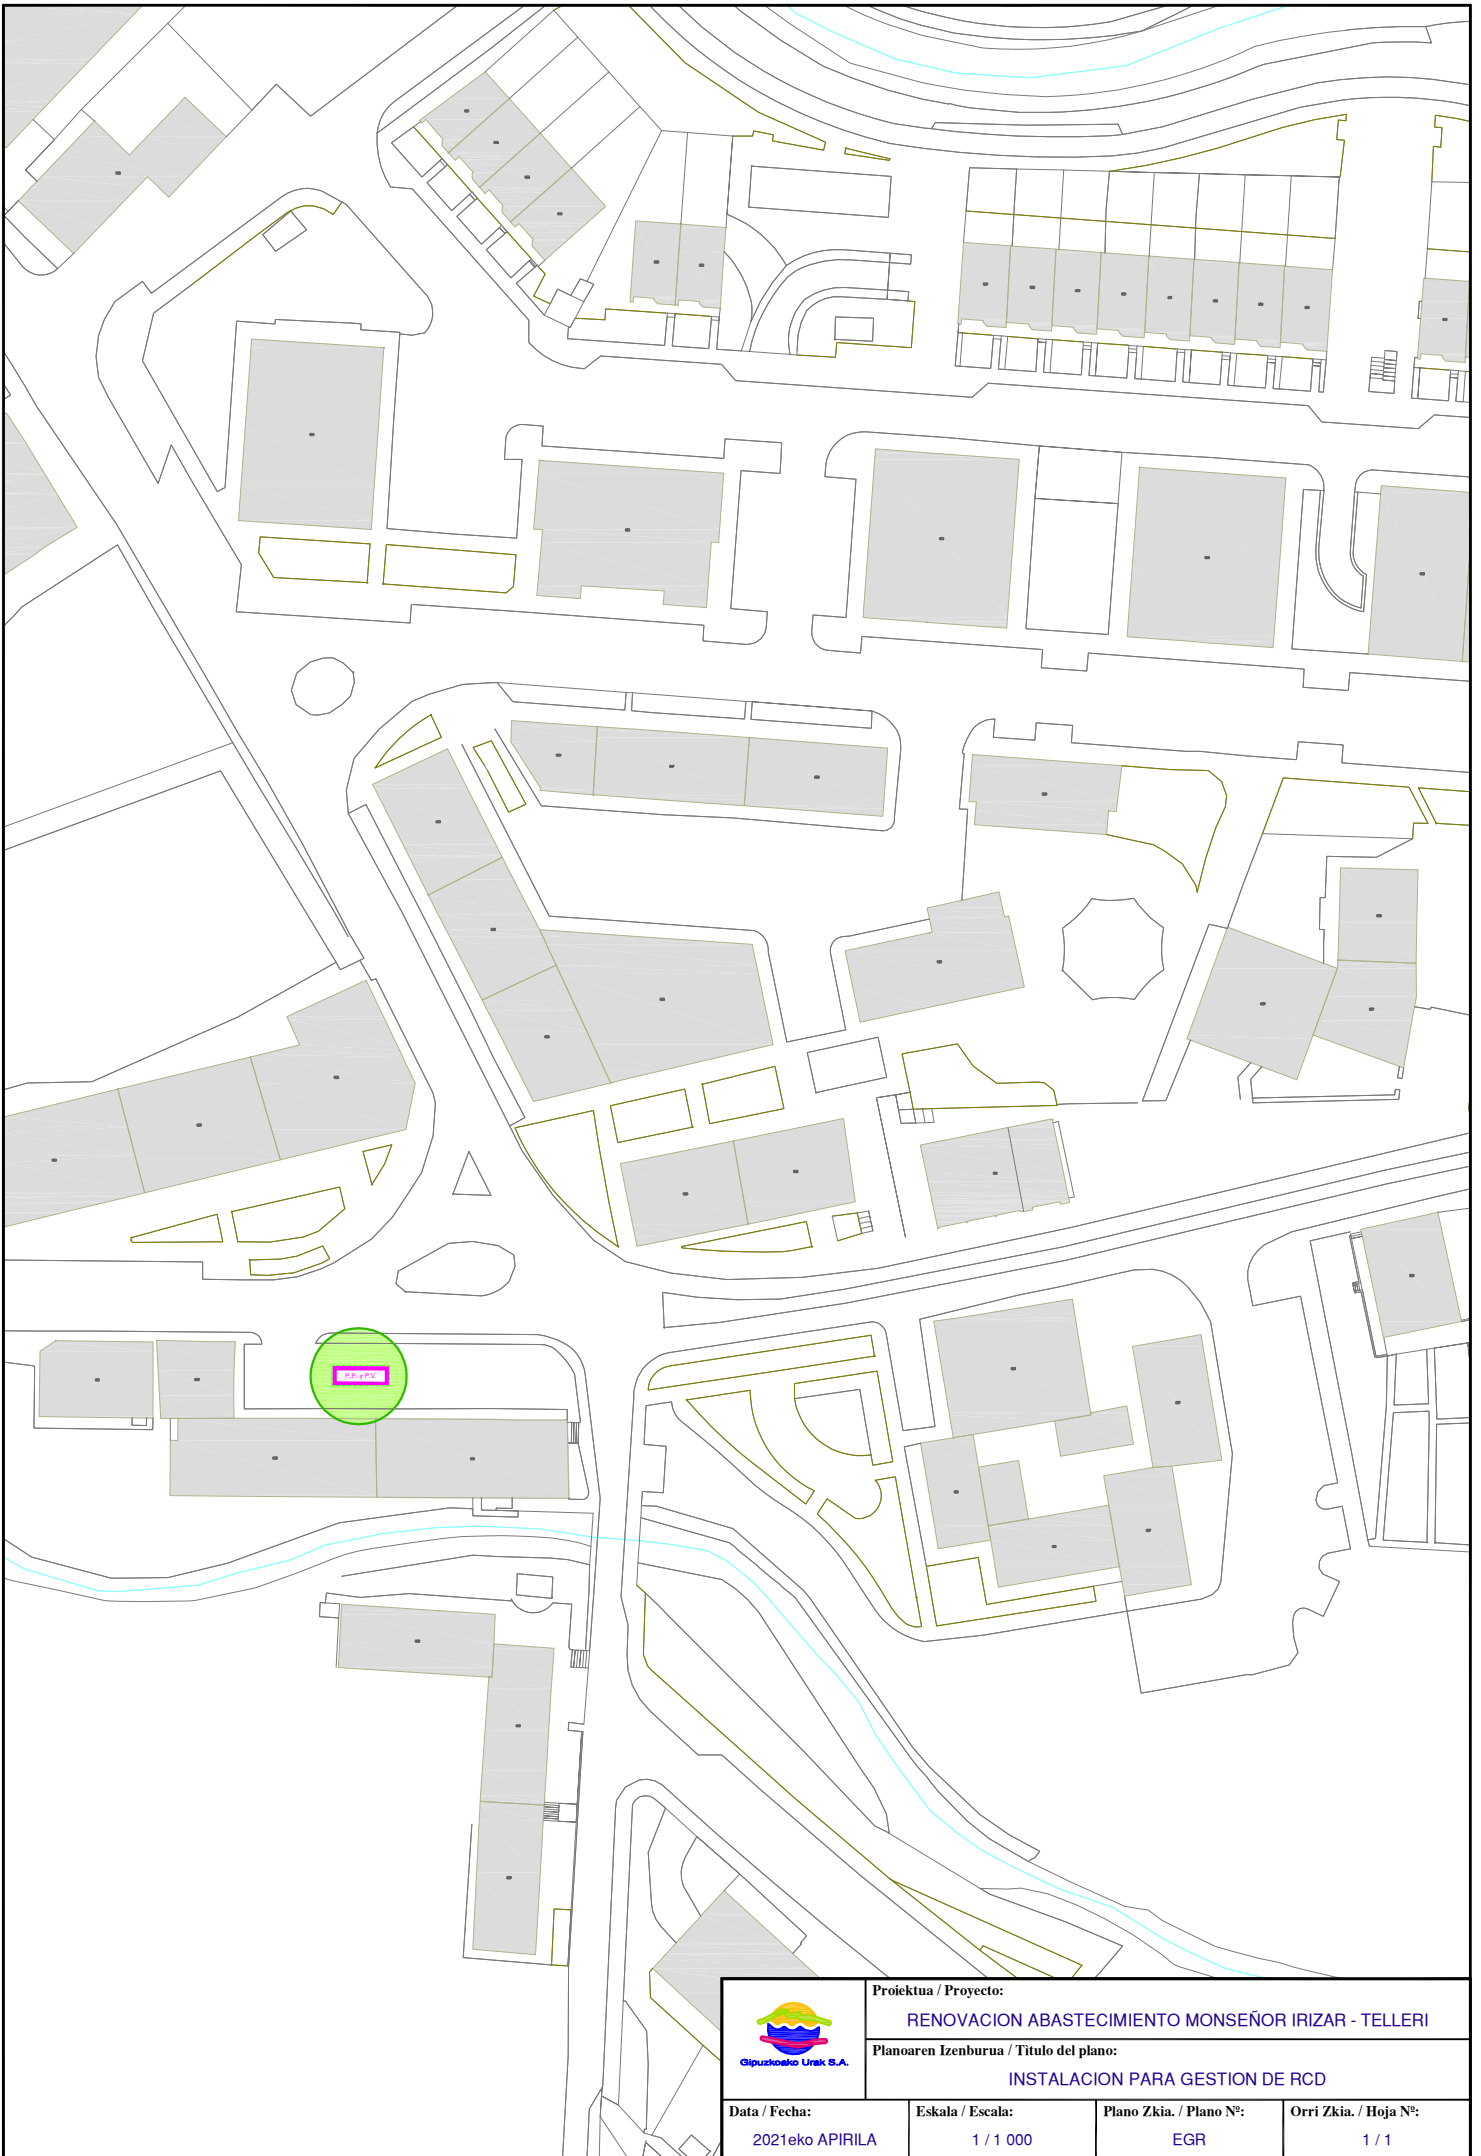 P.P. y P.V.
Gipuzkoako Urak S.A.
Proiektua / Proyecto:
RENOVACION ABASTECIMIENTO MONSEÑOR IRIZAR - TELLERI
Planoaren Izenburua / Titulo del plano:
INSTALACION PARA GESTION DE RCD
Data / Fecha:
2021eko APIRILA
Eskala / Escala:
1 / 1 000
Plano Zkia. / Plano Nº:
EGR
Orri Zkia. / Hoja Nº:
1 / 1